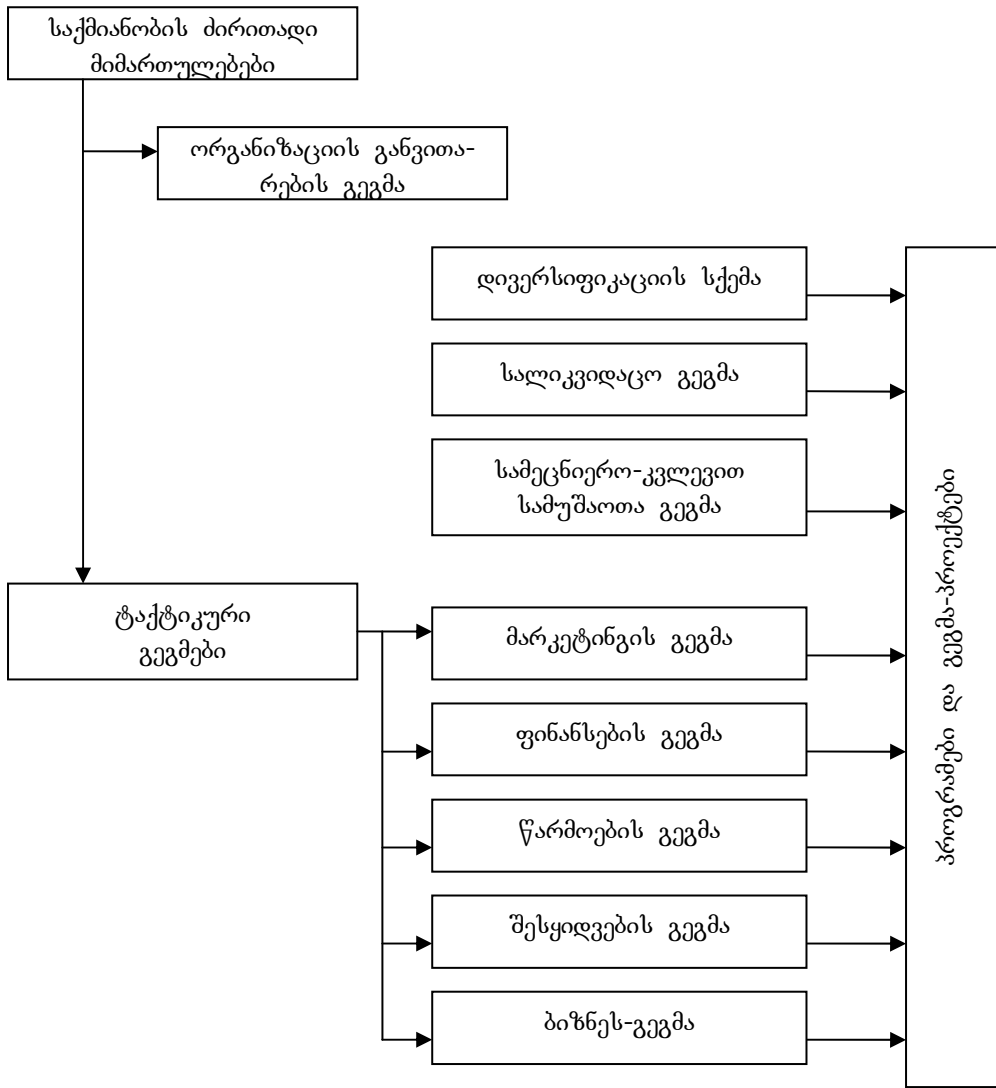 საქმიანობის ძირითადი
მიმართულებები
ორგანიზაციის განვითა-
რების გეგმა
დივერსიფიკაციის სქემა
სალიკვიდაცო გეგმა
სამეცნიერო-კვლევით
სამუშაოთა გეგმა
ტაქტიკური
გეგმები
მარკეტინგის გეგმა
ფინანსების გეგმა
წარმოების გეგმა
შესყიდვების გეგმა
ბიზნეს-გეგმა
პროგრამები და გეგმა-პროექტები